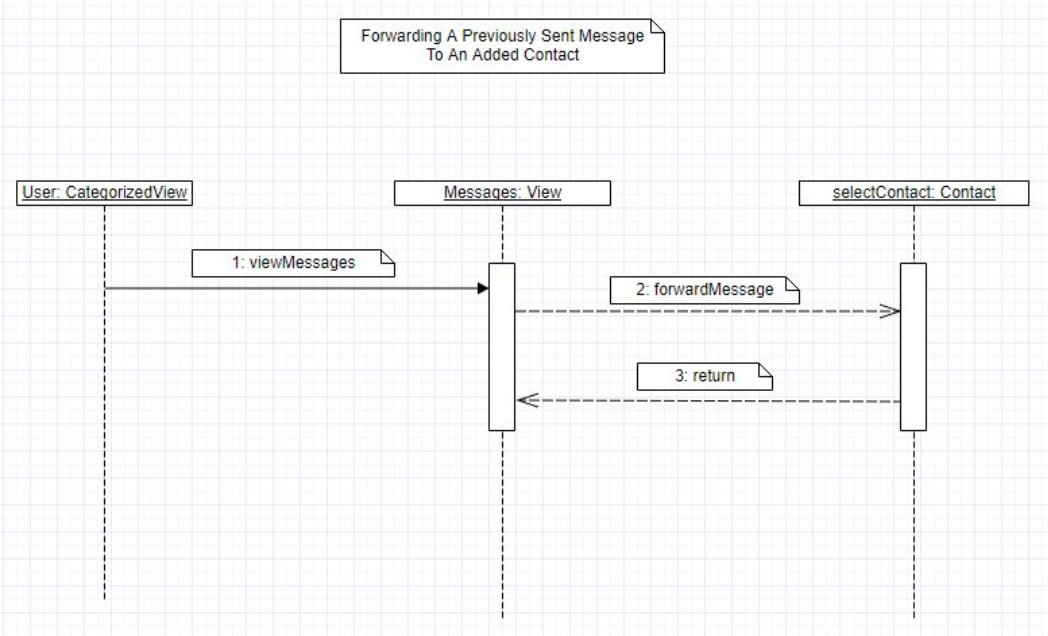 Forwarding A Previously Sent Message
To An Added Contact
User: CategorizedView
Messages: View
selectContact: Contact
1: viewMessages
2: forwardMessage
3: return